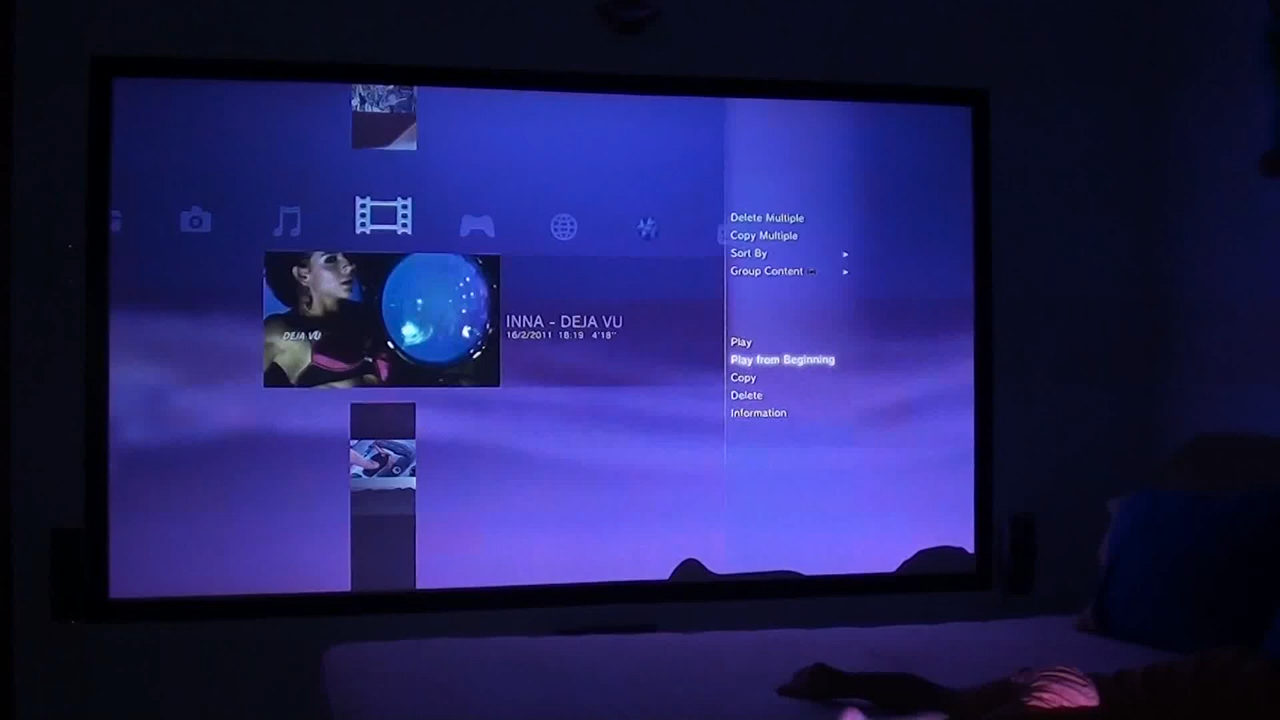 Delete Multiple
Copy Multiple
Sort By
Group Content
DEJA VU
INNA - DEJA VU
16/2/2011 18:19 4'18"
Play
Play from Beginning
Copy
Delete
Information